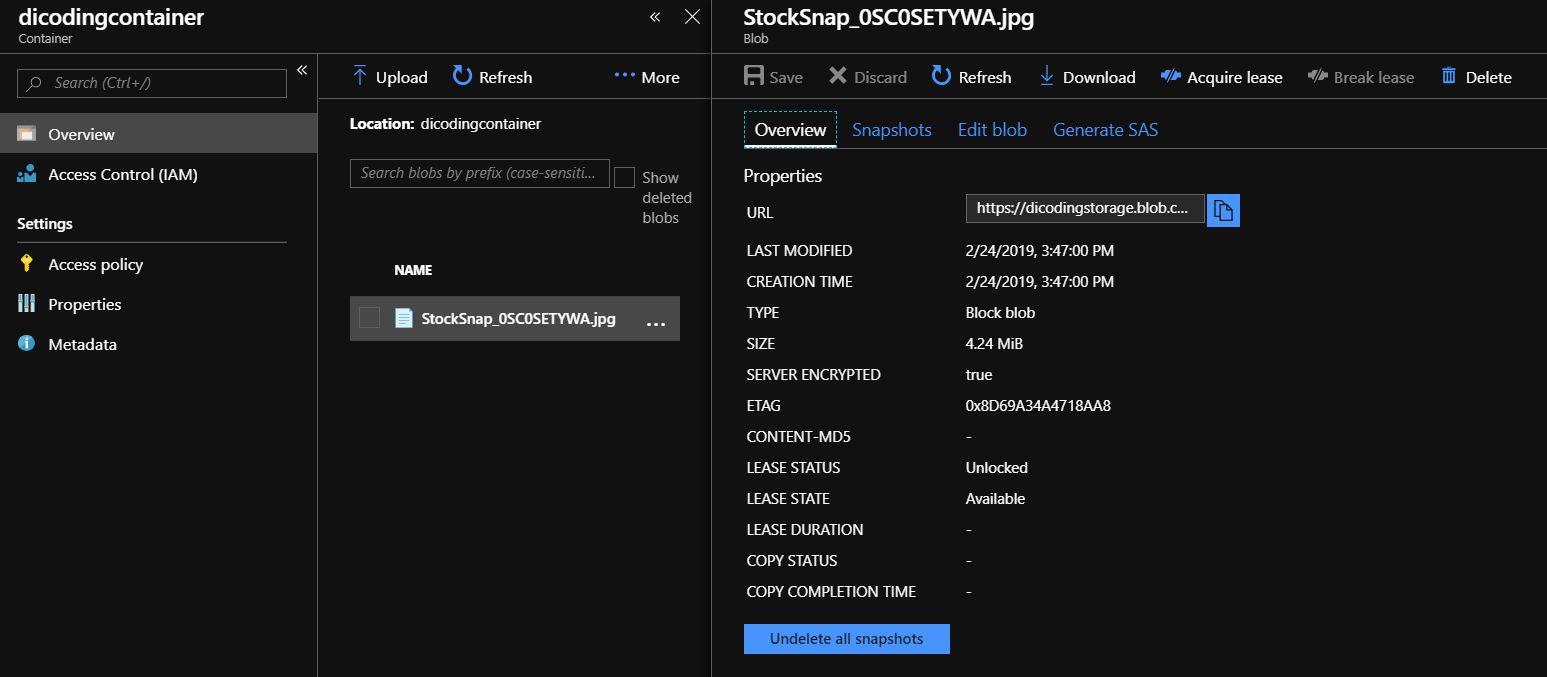 dicodingcontainer
Container
Search (Ctrl+/)
Overview
Access Control (IAM)
Settings
Access policy
Properties
Metadata
Upload
Refresh
More
Location: dicodingcontainer
Search blobs by prefix (case-sensiti...
Show
deleted
blobs
NAME
StockSnap_0SC0SETYWA.jpg
StockSnap_0SC0SETYWA.jpg
Blob
Save
Discard
Refresh
Download
Acquire lease
Break lease
Delete
Overview
Snapshots
Edit blob
Generate SAS
Properties
URL https://dicodingstorage.blob.c...
LAST MODIFIED 2/24/2019, 3:47:00 PM
CREATION TIME 2/24/2019, 3:47:00 PM
TYPE Block blob
SIZE 4.24 MiB
SERVER ENCRYPTED true
ETAG 0x8D69A34A4718AA8
CONTENT-MD5 -
LEASE STATUS Unlocked
LEASE STATE Available
LEASE DURATION -
COPY STATUS -
COPY COMPLETION TIME -
Undelete all snapshots